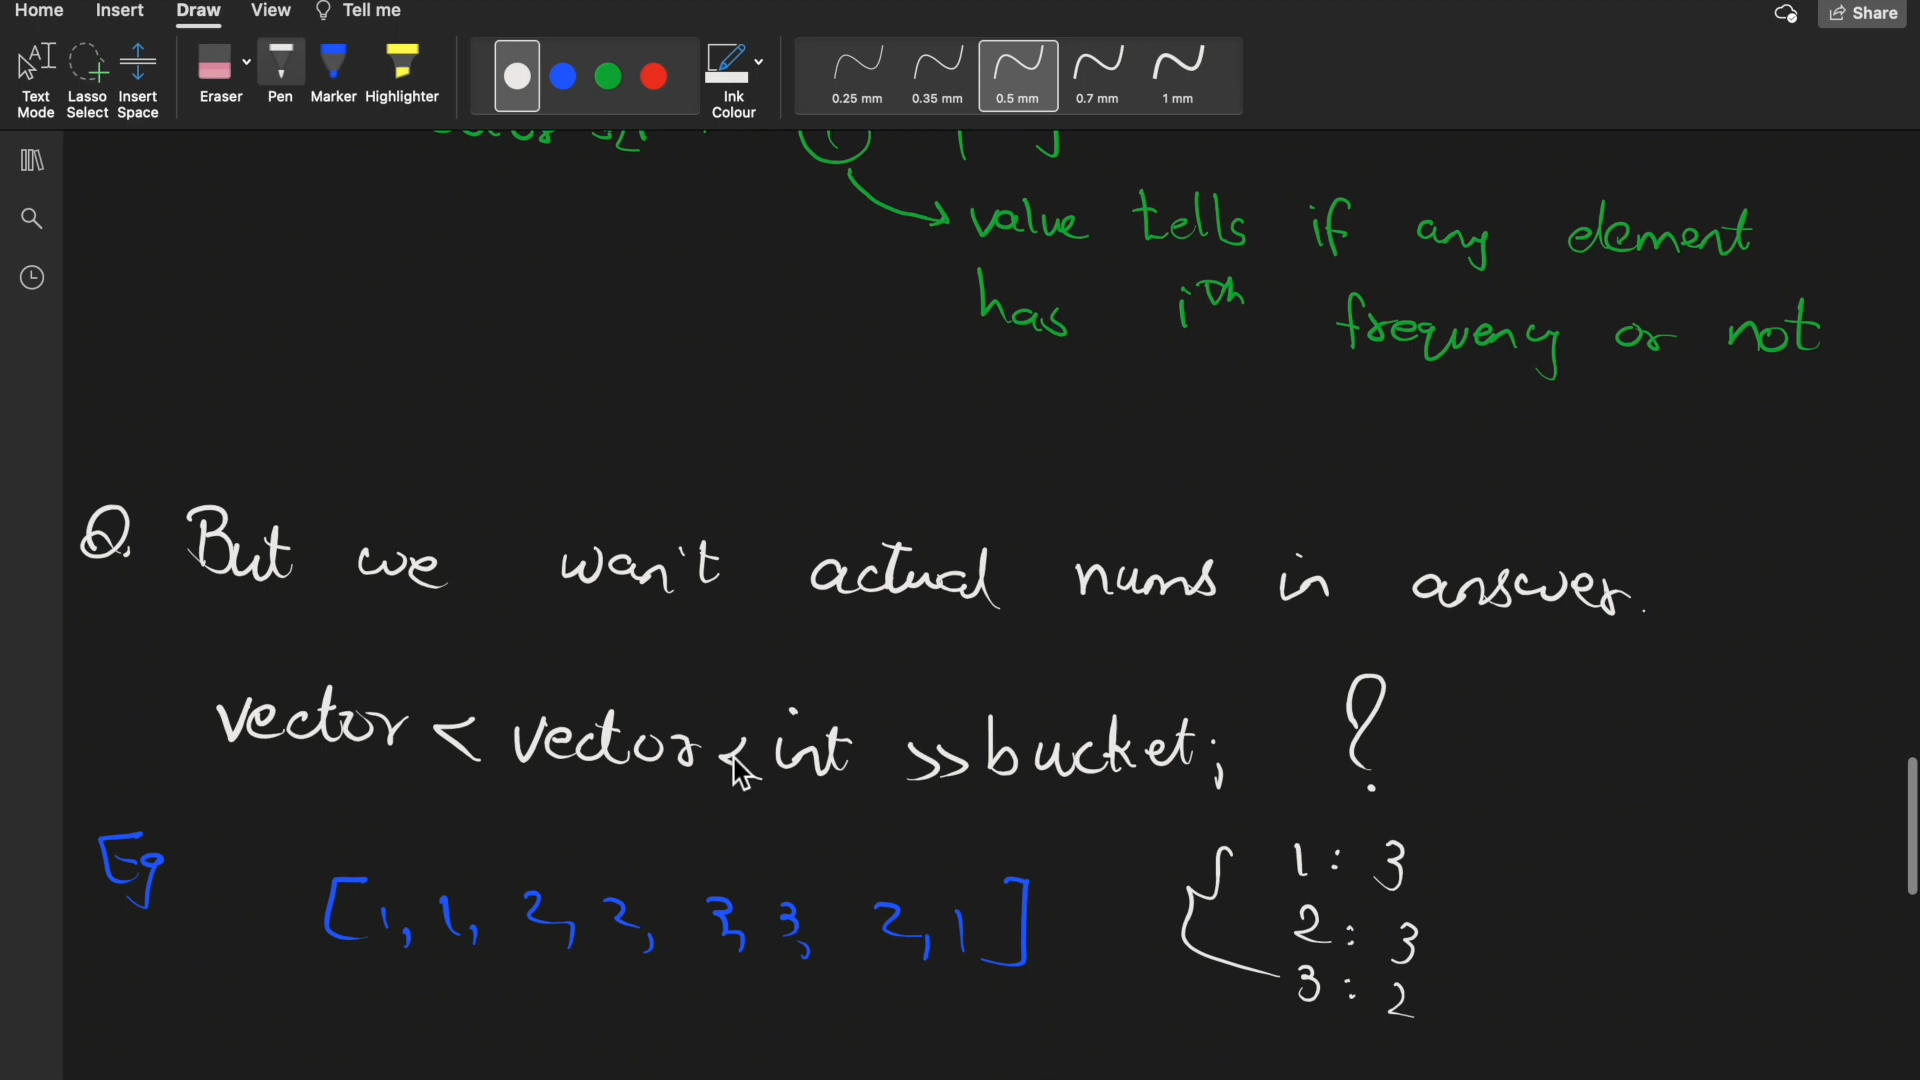 Home Insert Draw View Tell me Share
Text Mode Lasso Select Insert Space Eraser Pen Marker Highlighter Ink Colour 0.25 mm 0.35 mm 0.5 mm 0.7 mm 1 mm
value tells if any element
has ith frequency or not
Q. But we wan't actual nums in answer.
vector < vector < int >> bucket; ?
Eg [1, 1, 2, 2, 3, 3, 2, 1]
1 : 3
2 : 3
3 : 2